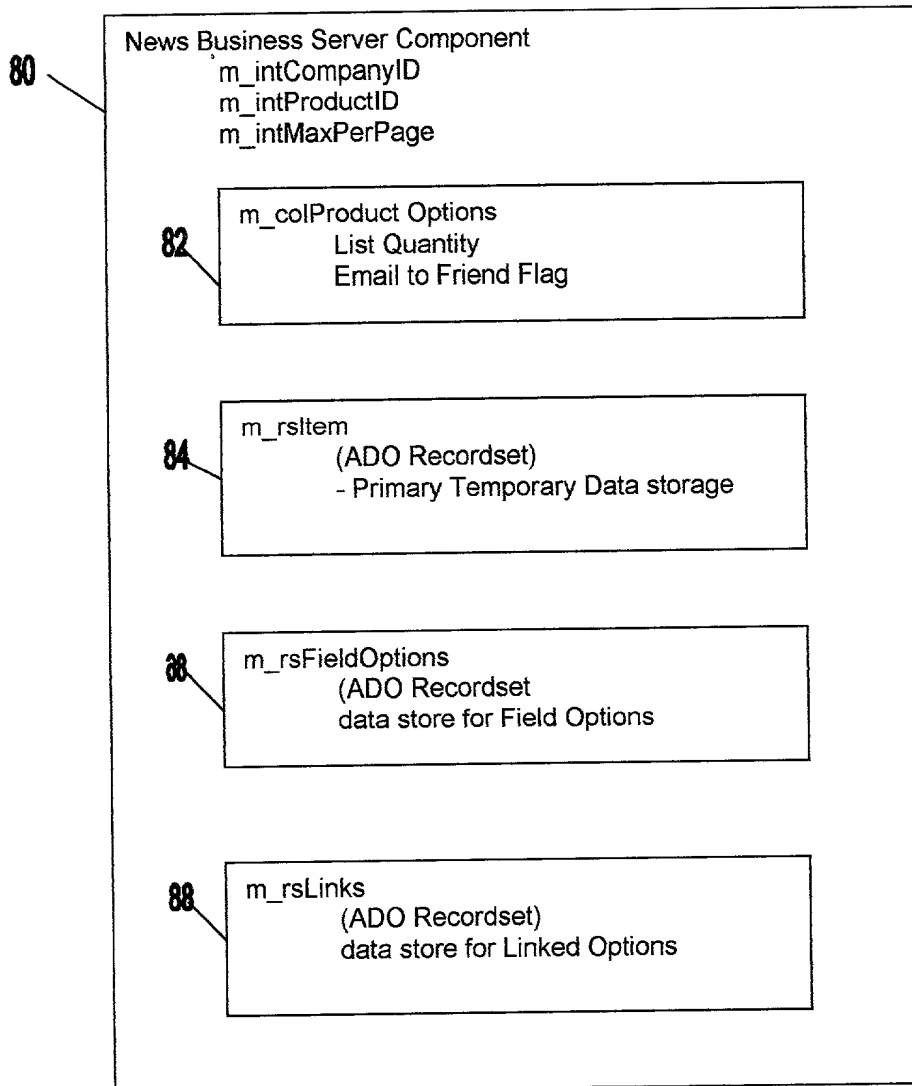 News Business Server Component
80
m_intCompanyID
m_intProductID
m_intMaxPerPage
m_colProduct Options
82
List Quantity
Email to Friend Flag
m_rsItem
84
(ADO Recordset)
- Primary Temporary Data storage
m_rsFieldOptions
(ADO Recordset
data store for Field Options
m_rsLinks
88
(ADO Recordset)
data store for Linked Options